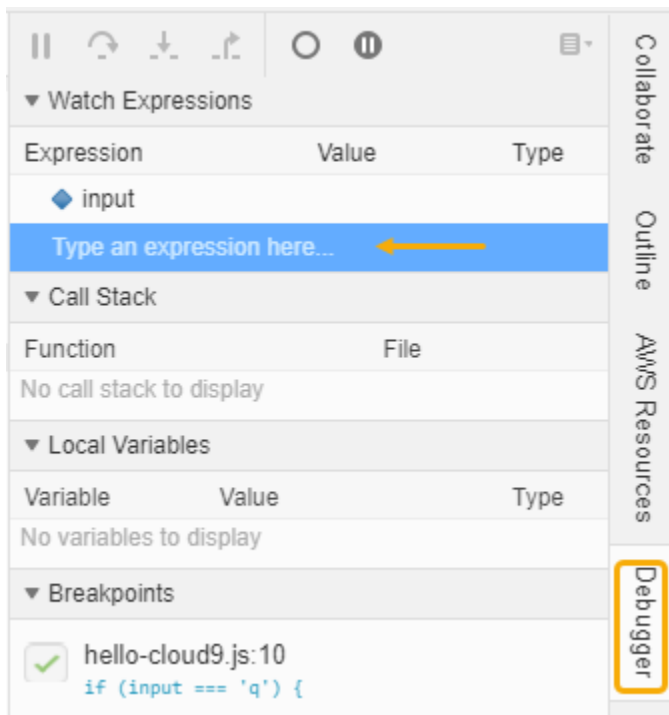 Watch Expressions
Expression Value Type
input
Type an expression here...
Call Stack
Function File
No call stack to display
Local Variables
Variable Value Type
No variables to display
Breakpoints
hello-cloud9.js:10
if (input === 'q') {
Collaborate
Outline
AWS Resources
Debugger